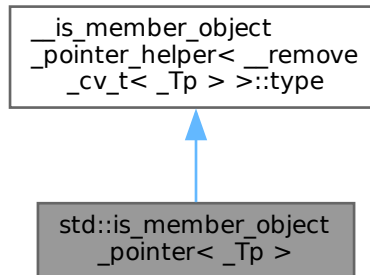 __is_member_object
_pointer_helper< __remove
_cv_t< _Tp > >::type
std::is_member_object
_pointer< _Tp >